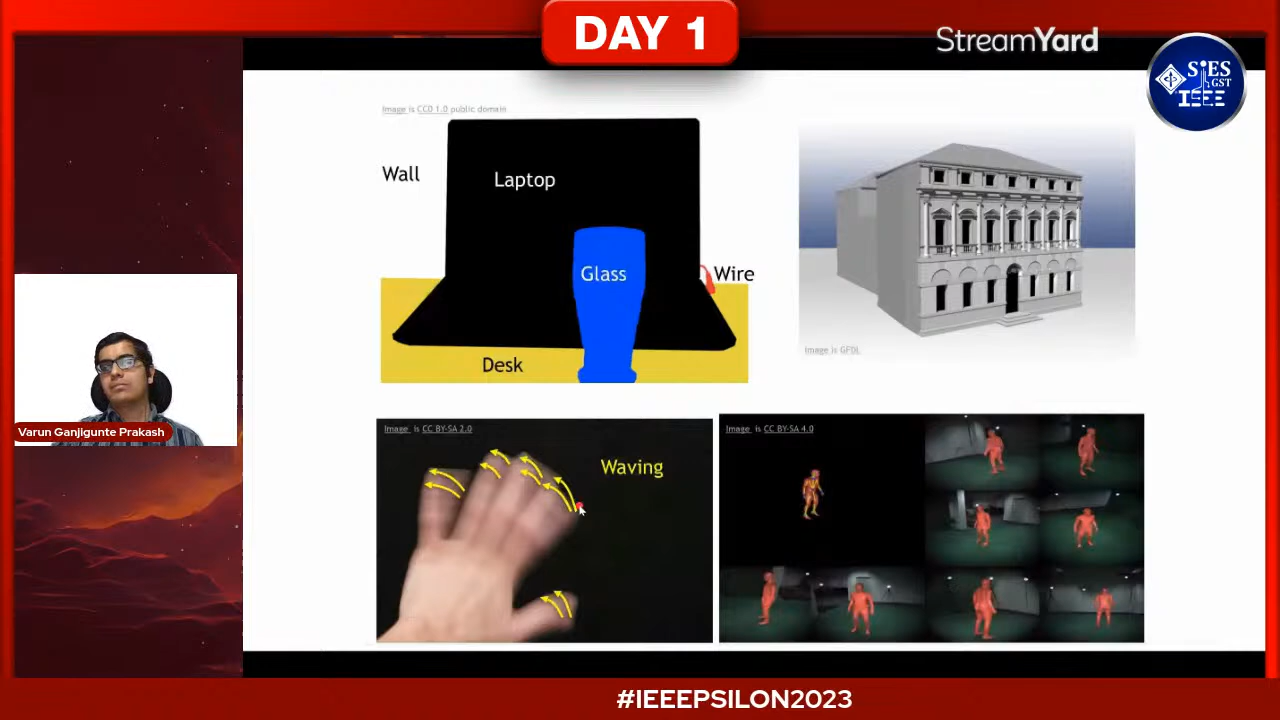 DAY 1
StreamYard
SIES
GST
IEEE
Image is CC0 1.0 public domain
Wall
Laptop
Glass
Wire
Desk
Image is GFDL
Image is CC BY-SA 2.0
Waving
Image is CC BY-SA 4.0
Varun Ganjigunte Prakash
#IEEEPSILON2023